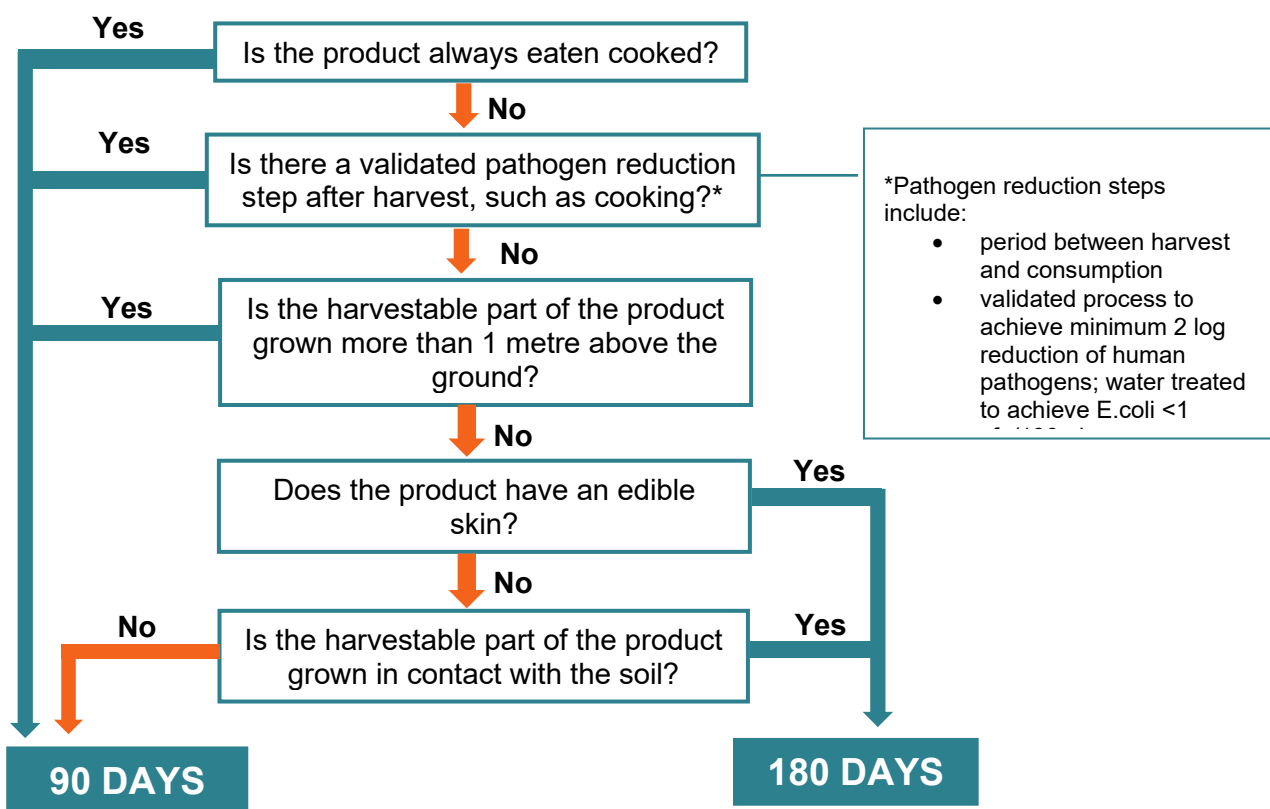 Yes
Is the product always eaten cooked?
No
Yes
Is there a validated pathogen reduction
step after harvest, such as cooking?*
*Pathogen reduction steps
include:
• period between harvest
and consumption
• validated process to
achieve minimum 2 log
reduction of human
pathogens; water treated
to achieve E.coli <1
No
Yes
Is the harvestable part of the product
grown more than 1 metre above the
ground?
No
Does the product have an edible
skin?
Yes
No
No
Is the harvestable part of the product
grown in contact with the soil?
Yes
90 DAYS
180 DAYS